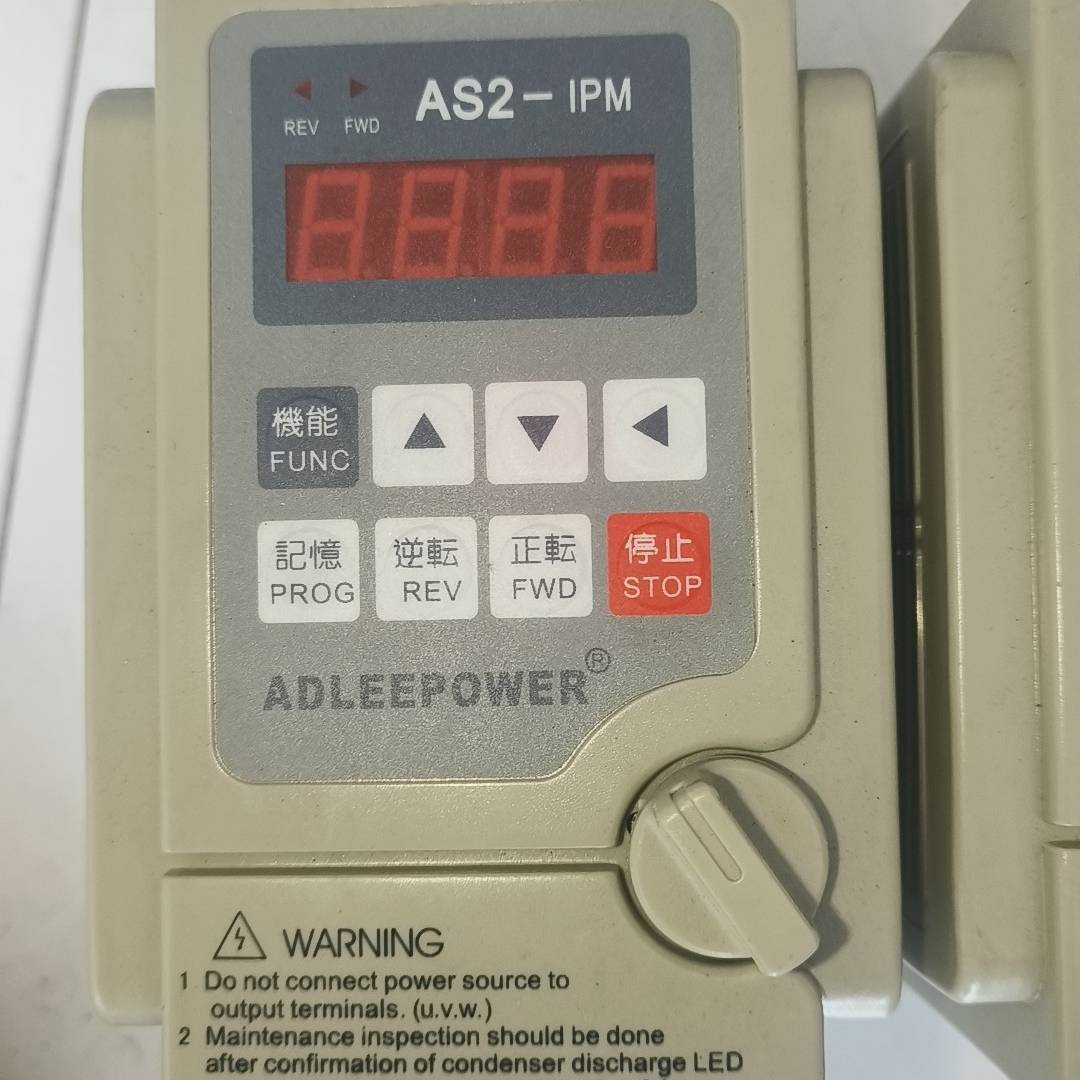 AS2-IPM
REV FWD
機能
FUNC
記憶 逆転 正転 停止
PROG REV FWD STOP
ADLEEPOWER®
WARNING
1 Do not connect power source to
output terminals. (u.v.w.)
2 Maintenance inspection should be done
after confirmation of condenser discharge LED